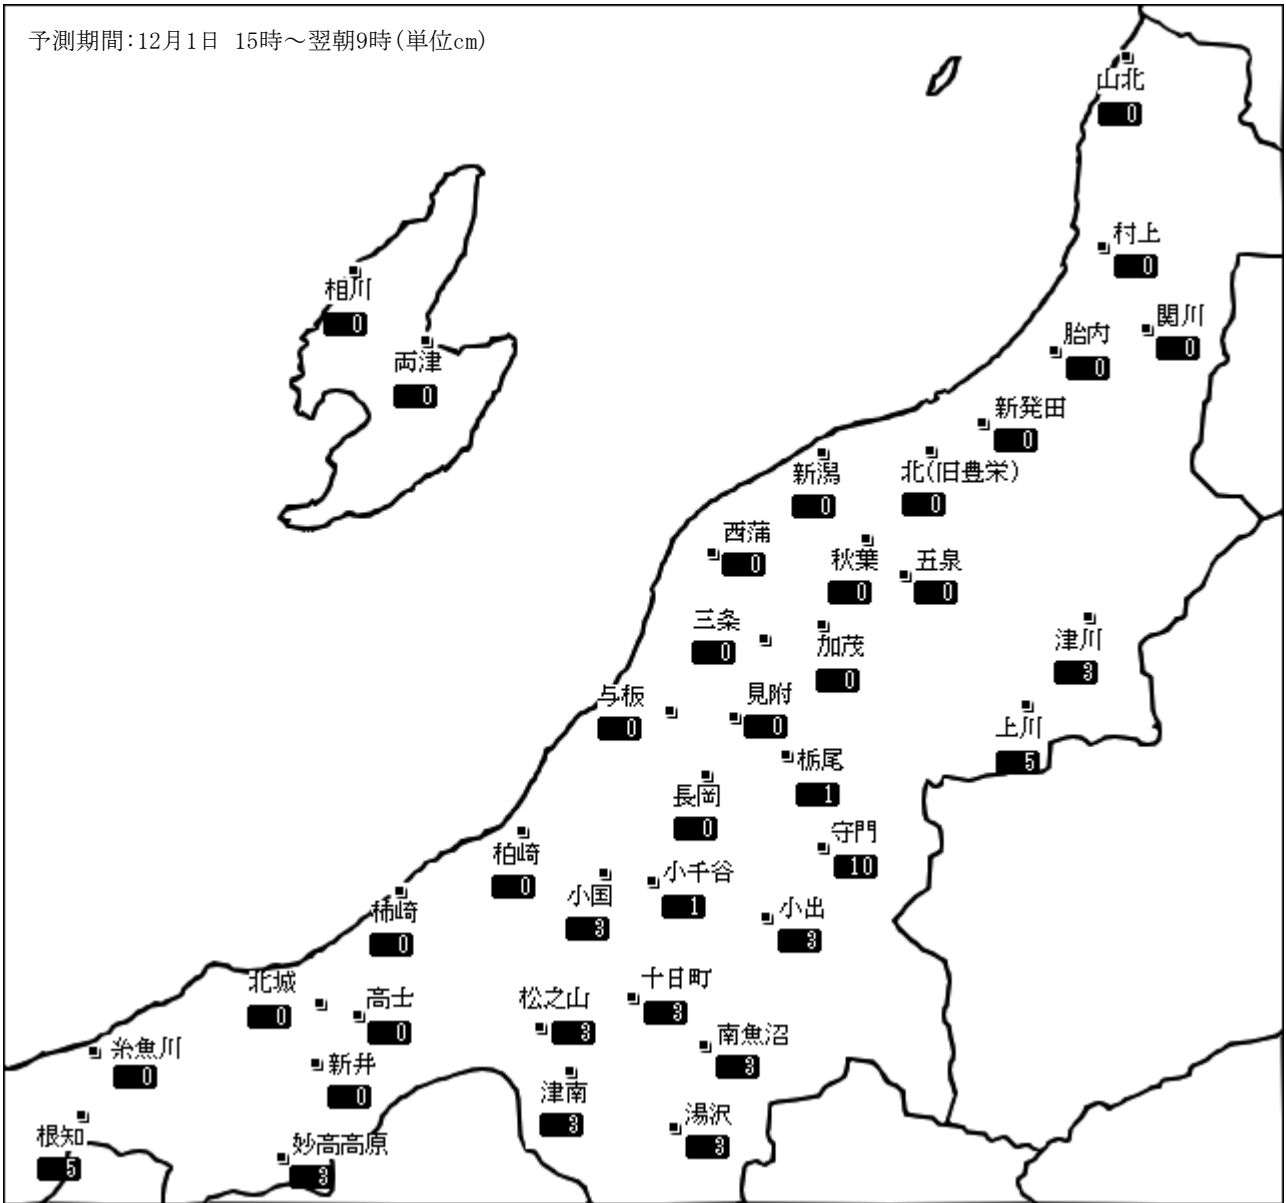 予測期間:12月1日 15時～翌朝9時(単位cm)
山北
0
村上
0
相川
0
関川
0
胎内
0
両津
0
新発田
0
新潟
0
北(旧豊栄)
0
西蒲
0
秋葉
0
五泉
0
三条
0
加茂
0
津川
3
与板
0
見附
0
上川
5
栃尾
1
長岡
0
守門
10
柏崎
0
小国
3
小千谷
1
小出
3
柿崎
0
北城
0
高士
0
松之山
3
十日町
3
南魚沼
3
糸魚川
0
新井
0
津南
3
湯沢
3
根知
5
妙高高原
3